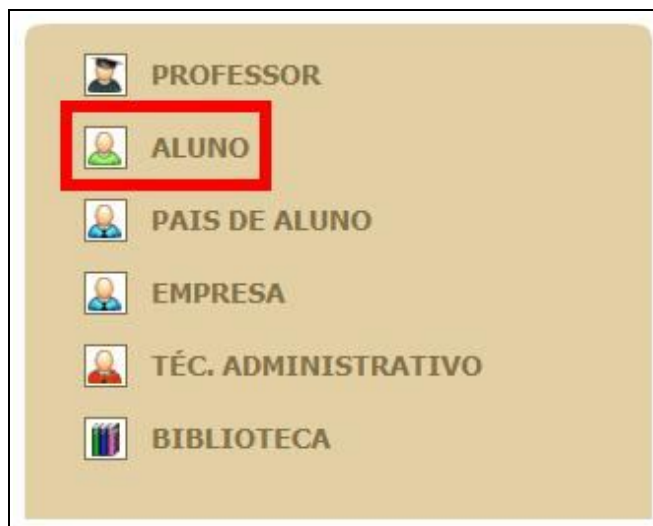 PROFESSOR
ALUNO
PAIS DE ALUNO
EMPRESA
TÉC. ADMINISTRATIVO
BIBLIOTECA